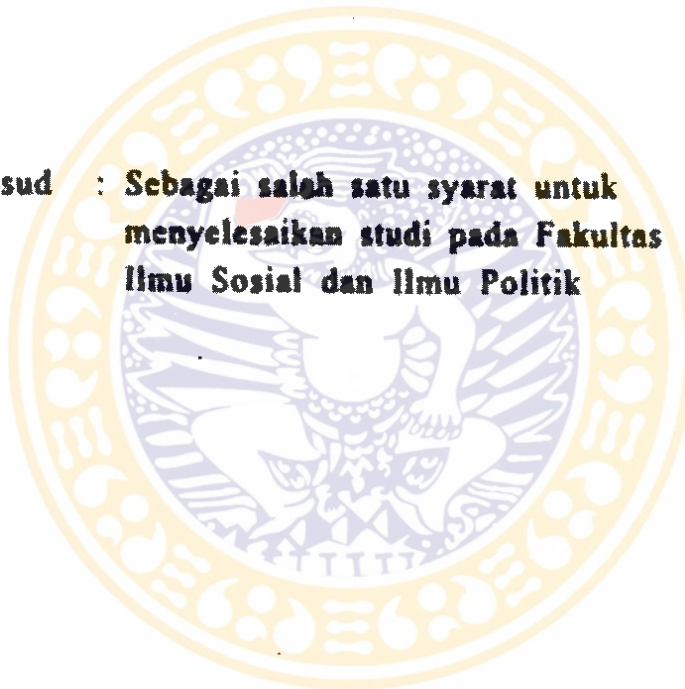 sud : Sebagai salah satu syarat untuk
menyelesaikan studi pada Fakultas
Ilmu Sosial dan Ilmu Politik